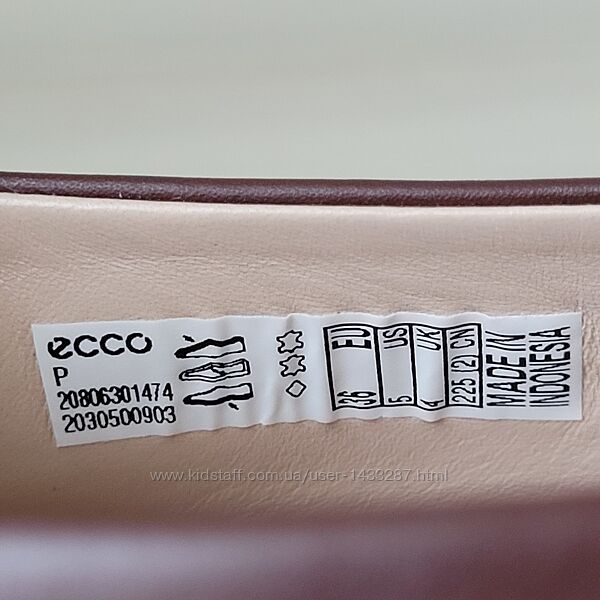 ecco
P
20806301474
2030500903
38 EU
5 US
4 UK
225 (2) CN
MADE IN
INDONESIA
www.kidstaff.com.ua/user-1433287.html